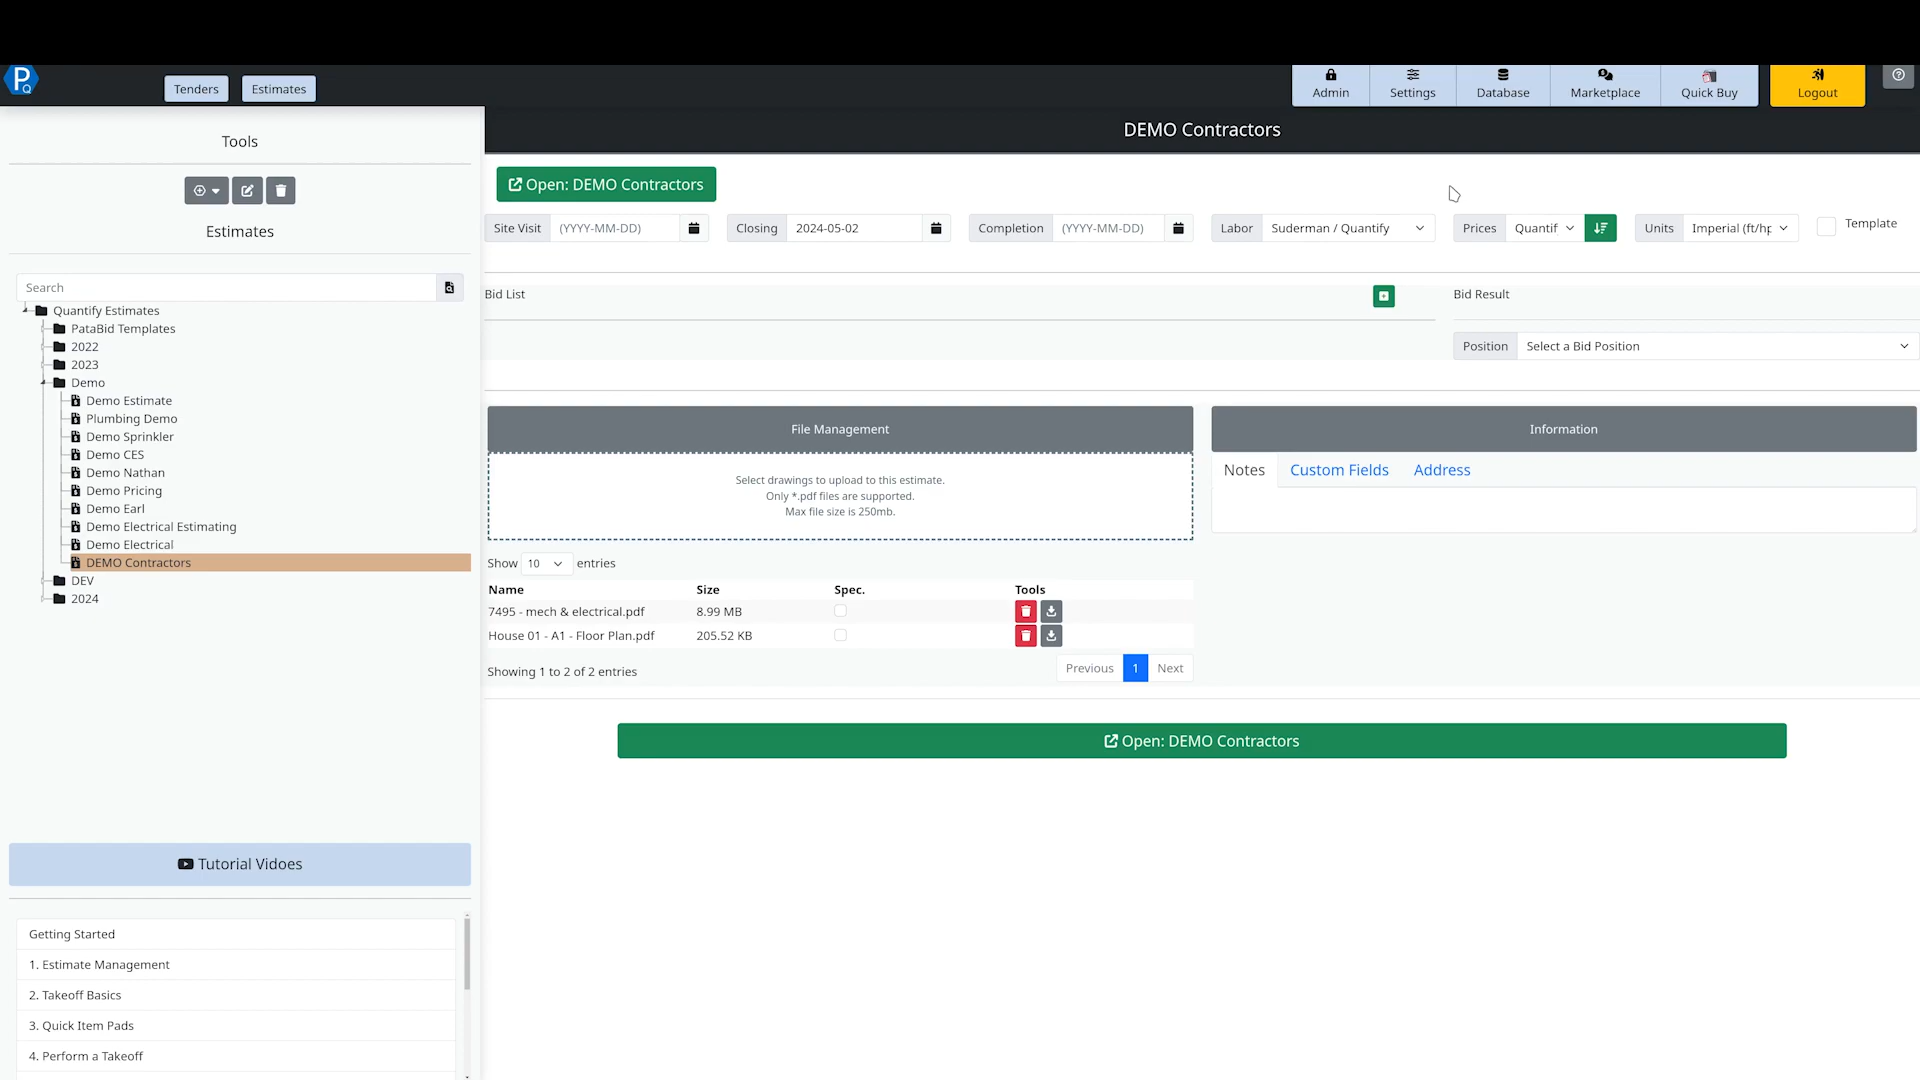 PQ
Tenders
Estimates
Admin
Settings
Database
Marketplace
Quick Buy
Logout
DEMO Contractors
Tools
Estimates
Search
Quantify Estimates
PataBid Templates
2022
2023
Demo
Demo Estimate
Plumbing Demo
Demo Sprinkler
Demo CES
Demo Nathan
Demo Pricing
Demo Earl
Demo Electrical Estimating
Demo Electrical
DEMO Contractors
DEV
2024
Tutorial Vidoes
Getting Started
1. Estimate Management
2. Takeoff Basics
3. Quick Item Pads
4. Perform a Takeoff
Open: DEMO Contractors
Site Visit (YYYY-MM-DD)
Closing 2024-05-02
Completion (YYYY-MM-DD)
Labor Suderman / Quantify
Prices Quantif
Units Imperial (ft/hr
Template
Bid List
Bid Result
Position Select a Bid Position
File Management
Select drawings to upload to this estimate.
Only *.pdf files are supported.
Max file size is 250mb.
Show 10 entries
Name Size Spec. Tools
7495 - mech & electrical.pdf 8.99 MB
House 01 - A1 - Floor Plan.pdf 205.52 KB
Showing 1 to 2 of 2 entries
Previous 1 Next
Information
Notes Custom Fields Address
Open: DEMO Contractors